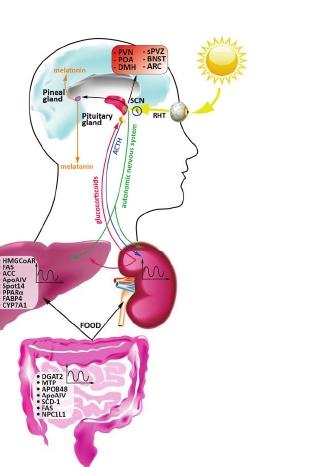 - PVN - sPVZ
- POA - BNST
- DMH - ARC
melatonin
Pineal
gland
SCN
RHT
Pituitary
gland
melatonin
ACTH
autonomic nervous system
glucocorticoids
HMGCoAR
FAS
ACC
ApoAIV
Spot14
PPARα
FABP4
CYP7A1
FOOD
• DGAT2
• MTP
• APOB48
• ApoAIV
• SCD-1
• FAS
• NPC1L1